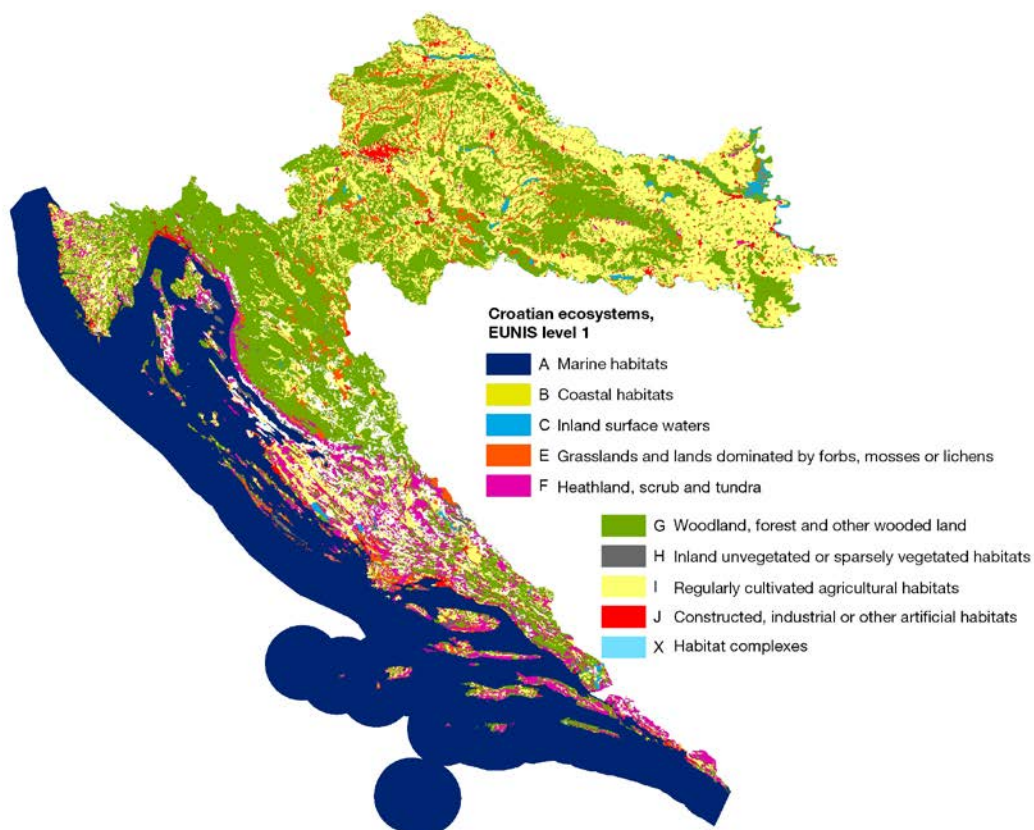 Croatian ecosystems,
EUNIS level 1
A Marine habitats
B Coastal habitats
C Inland surface waters
E Grasslands and lands dominated by forbs, mosses or lichens
F Heathland, scrub and tundra
G Woodland, forest and other wooded land
H Inland unvegetated or sparsely vegetated habitats
I Regularly cultivated agricultural habitats
J Constructed, industrial or other artificial habitats
X Habitat complexes